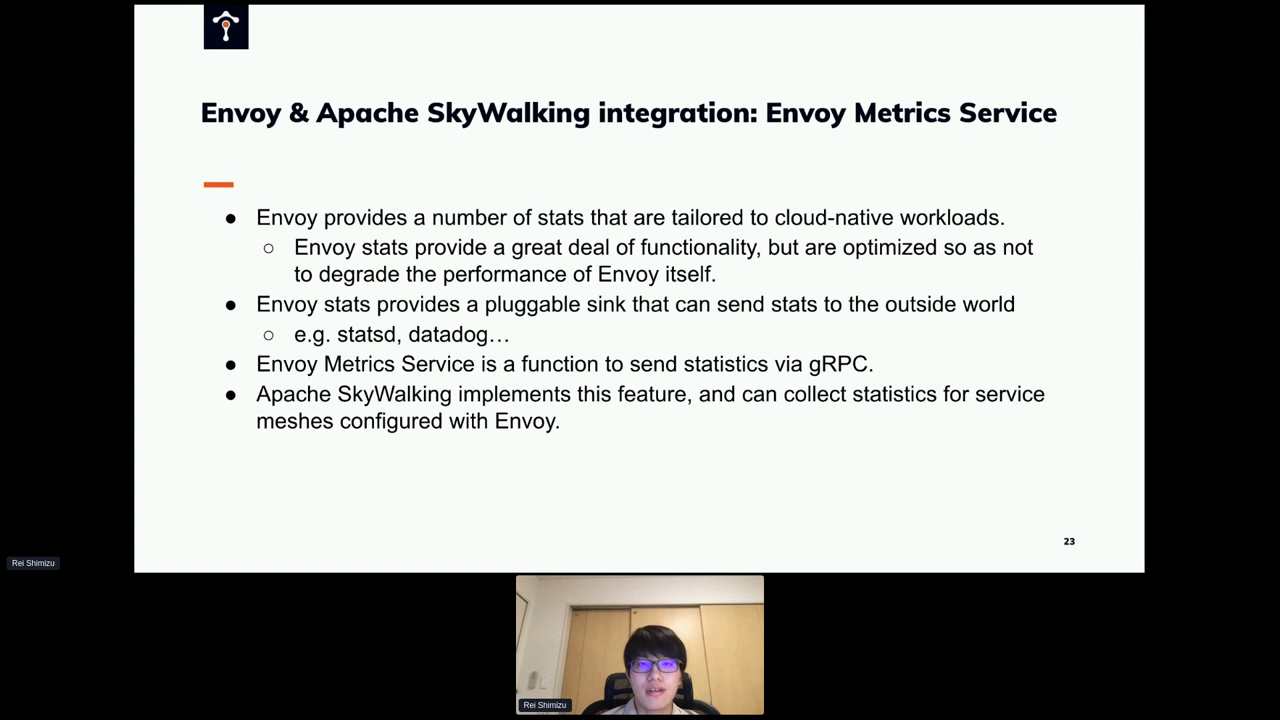 Envoy & Apache SkyWalking integration: Envoy Metrics Service
● Envoy provides a number of stats that are tailored to cloud-native workloads.
○ Envoy stats provide a great deal of functionality, but are optimized so as not
to degrade the performance of Envoy itself.
● Envoy stats provides a pluggable sink that can send stats to the outside world
○ e.g. statsd, datadog…
● Envoy Metrics Service is a function to send statistics via gRPC.
● Apache SkyWalking implements this feature, and can collect statistics for service
meshes configured with Envoy.
23
Rei Shimizu
Rei Shimizu